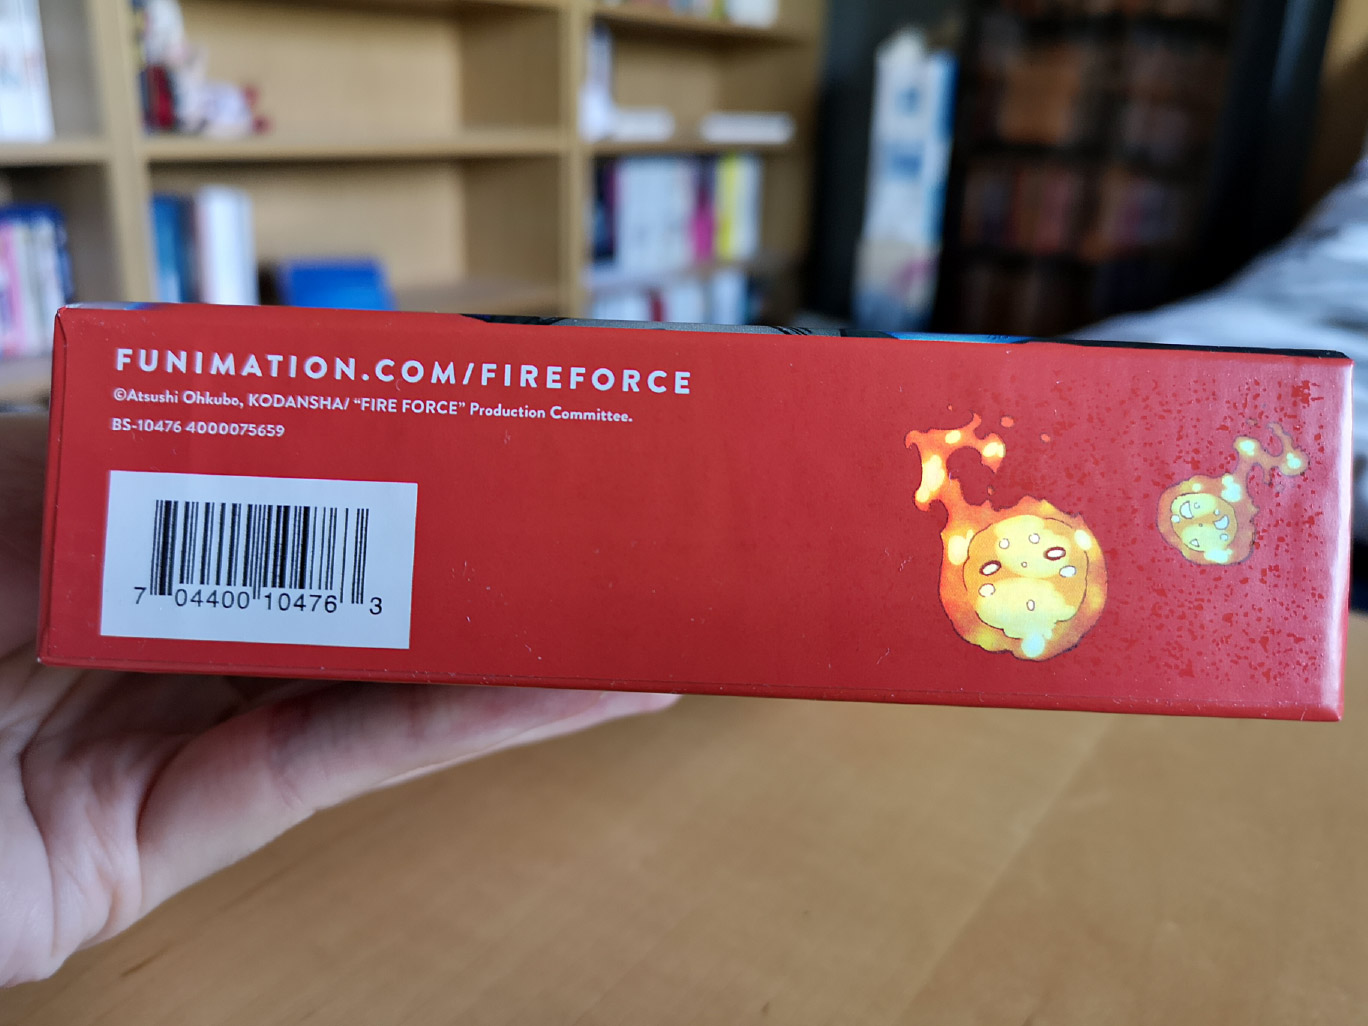 FUNIMATION.COM/FIREFORCE
©Atsushi Ohkubo, KODANSHA/ “FIRE FORCE” Production Committee.
BS-10476 4000075659
7 04400 10476 3